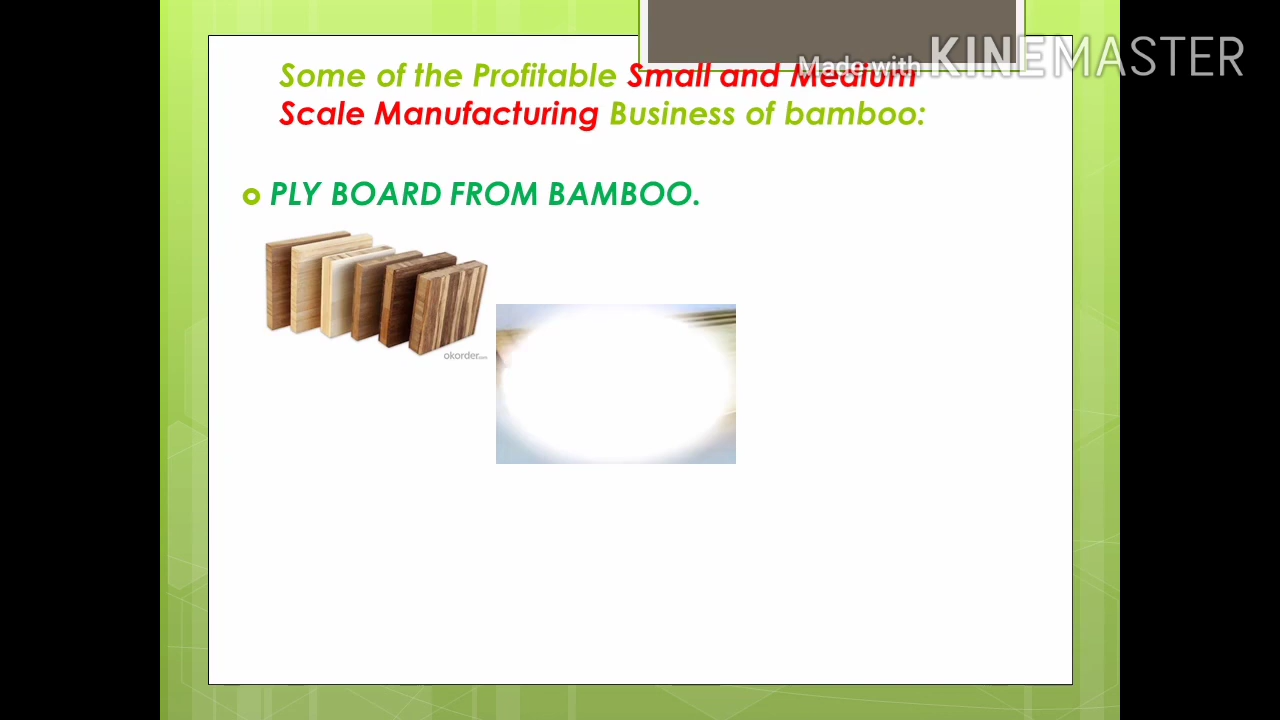 Made with KINEMASTER
Some of the Profitable Small and Medium
Scale Manufacturing Business of bamboo:
PLY BOARD FROM BAMBOO.
okorder.com